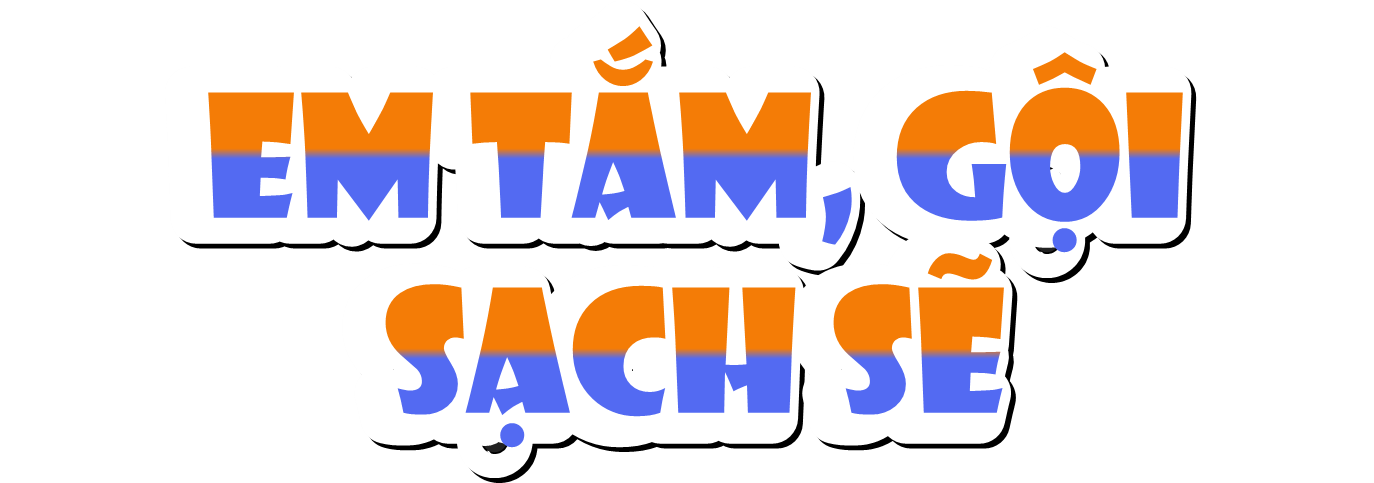 EM TẮM, GỘI
SẠCH SẼ